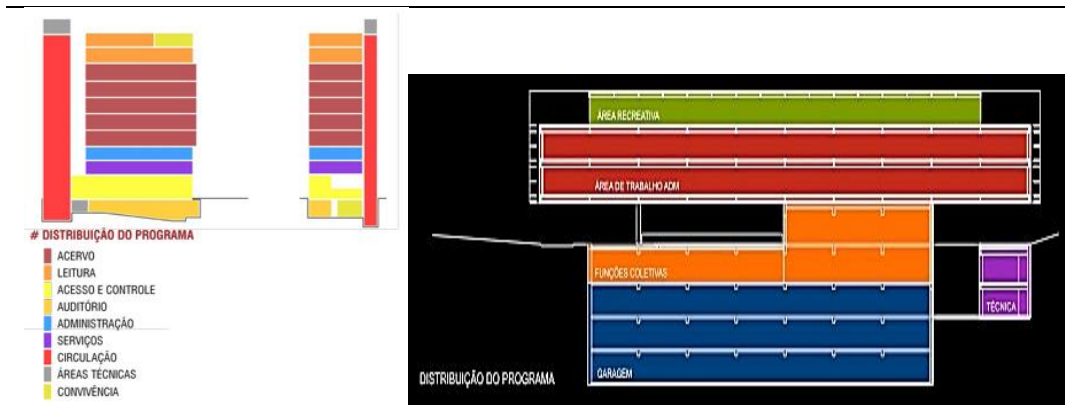 # DISTRIBUIÇÃO DO PROGRAMA
ACERVO
LEITURA
ACESSO E CONTROLE
AUDITÓRIO
ADMINISTRAÇÃO
SERVIÇOS
CIRCULAÇÃO
ÁREAS TÉCNICAS
CONVIVÊNCIA
ÁREA RECREATIVA
ÁREA DE TRABALHO ADM
FUNÇÕES COLETIVAS
TÉCNICA
GARAGEM
DISTRIBUIÇÃO DO PROGRAMA